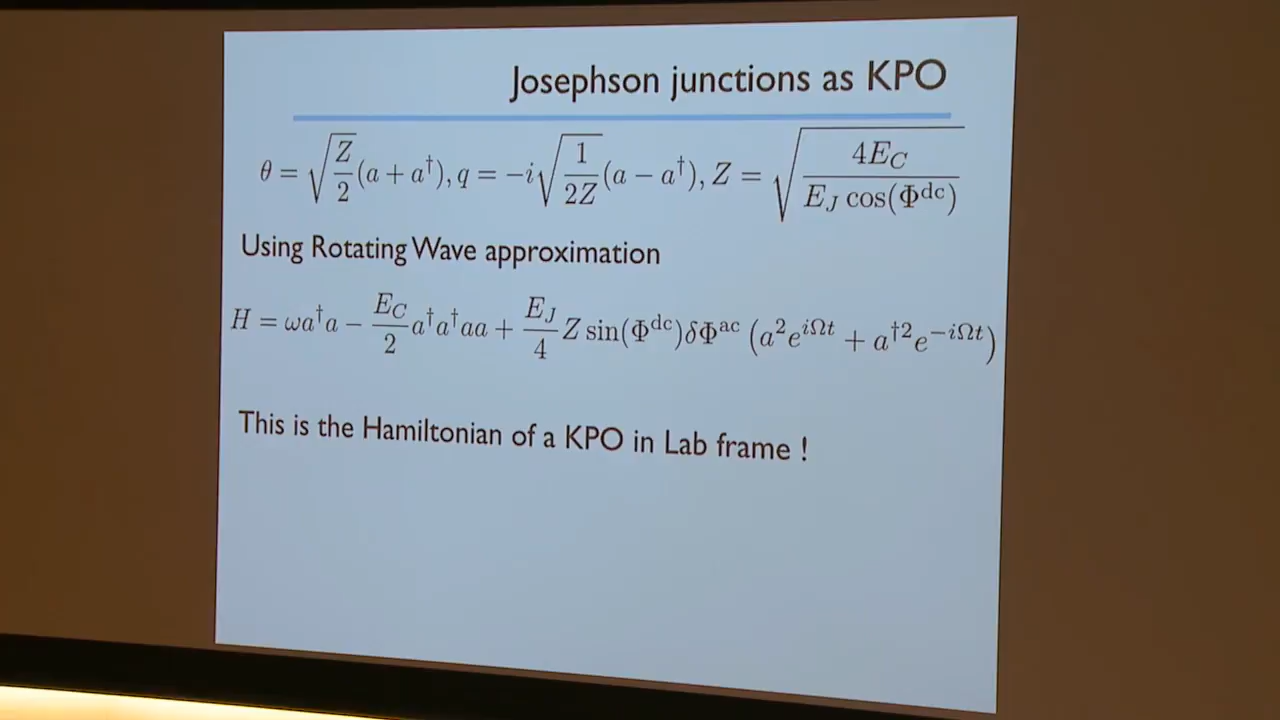 Josephson junctions as KPO
θ = √(Z/2) (a + a†), q = −i√(1/2Z) (a − a†), Z = √(4E_C / E_J cos(Φ^dc))
Using Rotating Wave approximation
H = ωa†a − E_C/2 a†a†aa + E_J/4 Z sin(Φ^dc)δΦ^ac (a²e^{iΩt} + a†²e^{−iΩt})
This is the Hamiltonian of a KPO in Lab frame !